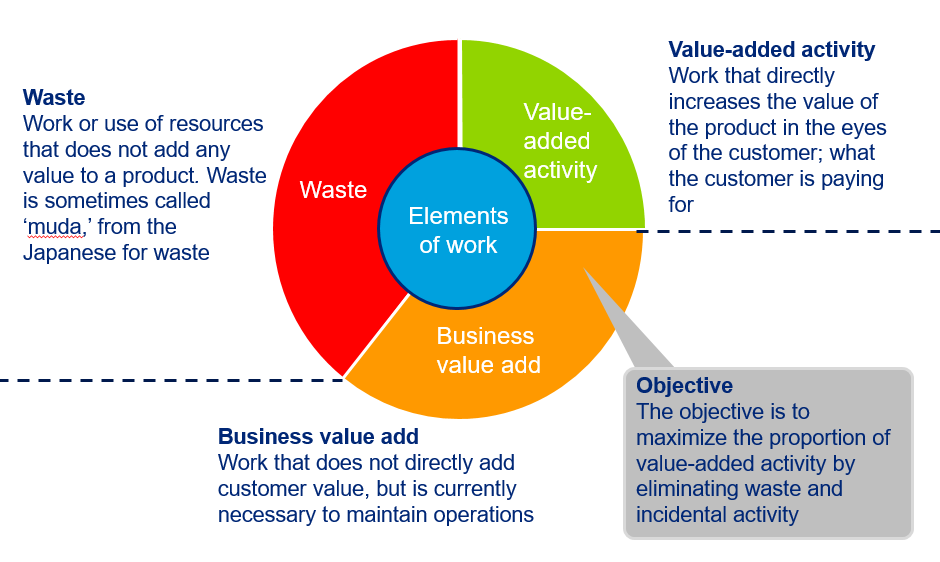 Waste
Work or use of resources
that does not add any
value to a product. Waste
is sometimes called
‘muda,’ from the
Japanese for waste
Waste
Value-
added
activity
Elements
of work
Business
value add
Value-added activity
Work that directly
increases the value of
the product in the eyes
of the customer; what
the customer is paying
for
Business value add
Work that does not directly add
customer value, but is currently
necessary to maintain operations
Objective
The objective is to
maximize the proportion of
value-added activity by
eliminating waste and
incidental activity